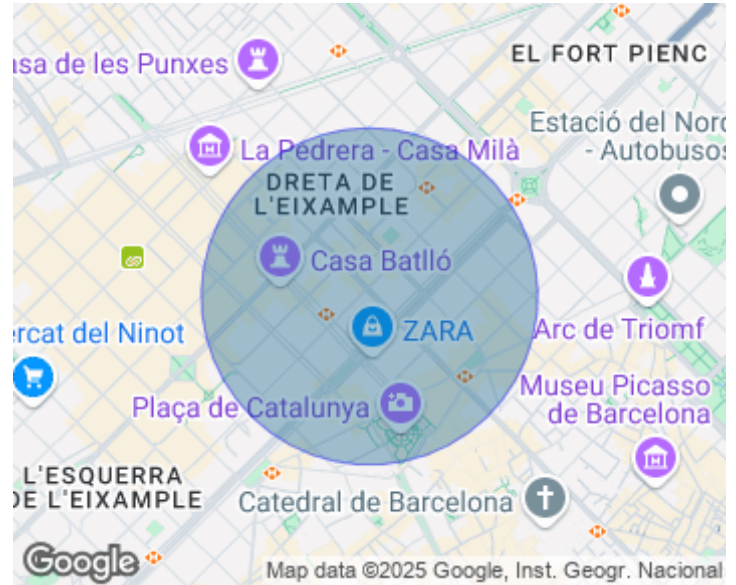 EL FORT PIENC
asa de les Punxes
Estació del Nord
- Autobusos
La Pedrera - Casa Milà
DRETA DE
L'EIXAMPLE
Casa Batlló
ercat del Ninot
ZARA
Arc de Triomf
Museu Picasso
de Barcelona
Plaça de Catalunya
L'ESQUERRA
DE L'EIXAMPLE
Catedral de Barcelona
Google
Map data ©2025 Google, Inst. Geogr. Nacional